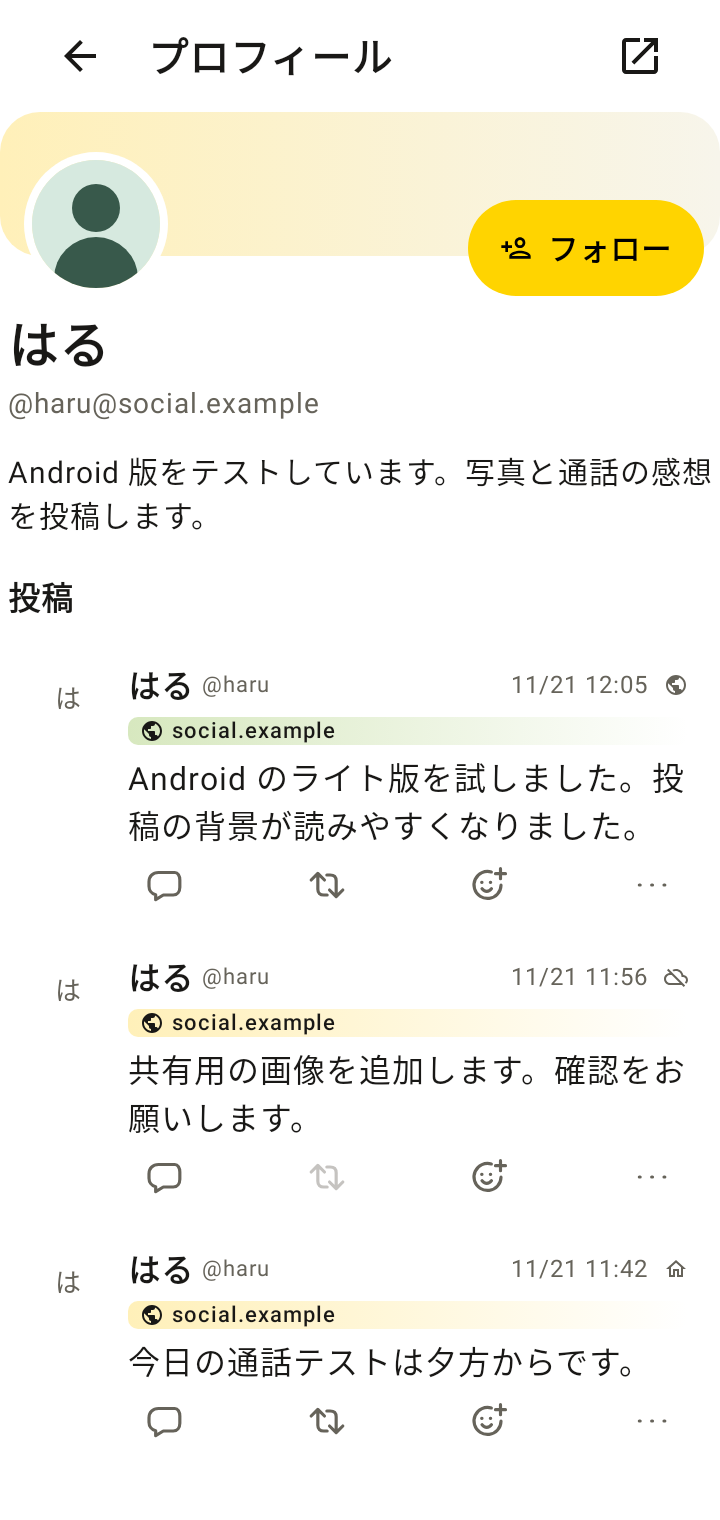 プロフィール
フォロー
はる
@haru@social.example
Android 版をテストしています。写真と通話の感想
を投稿します。
投稿
は
はる @haru 11/21 12:05
social.example
Android のライト版を試しました。投
稿の背景が読みやすくなりました。
は
はる @haru 11/21 11:56
social.example
共有用の画像を追加します。確認をお
願いします。
は
はる @haru 11/21 11:42
social.example
今日の通話テストは夕方からです。